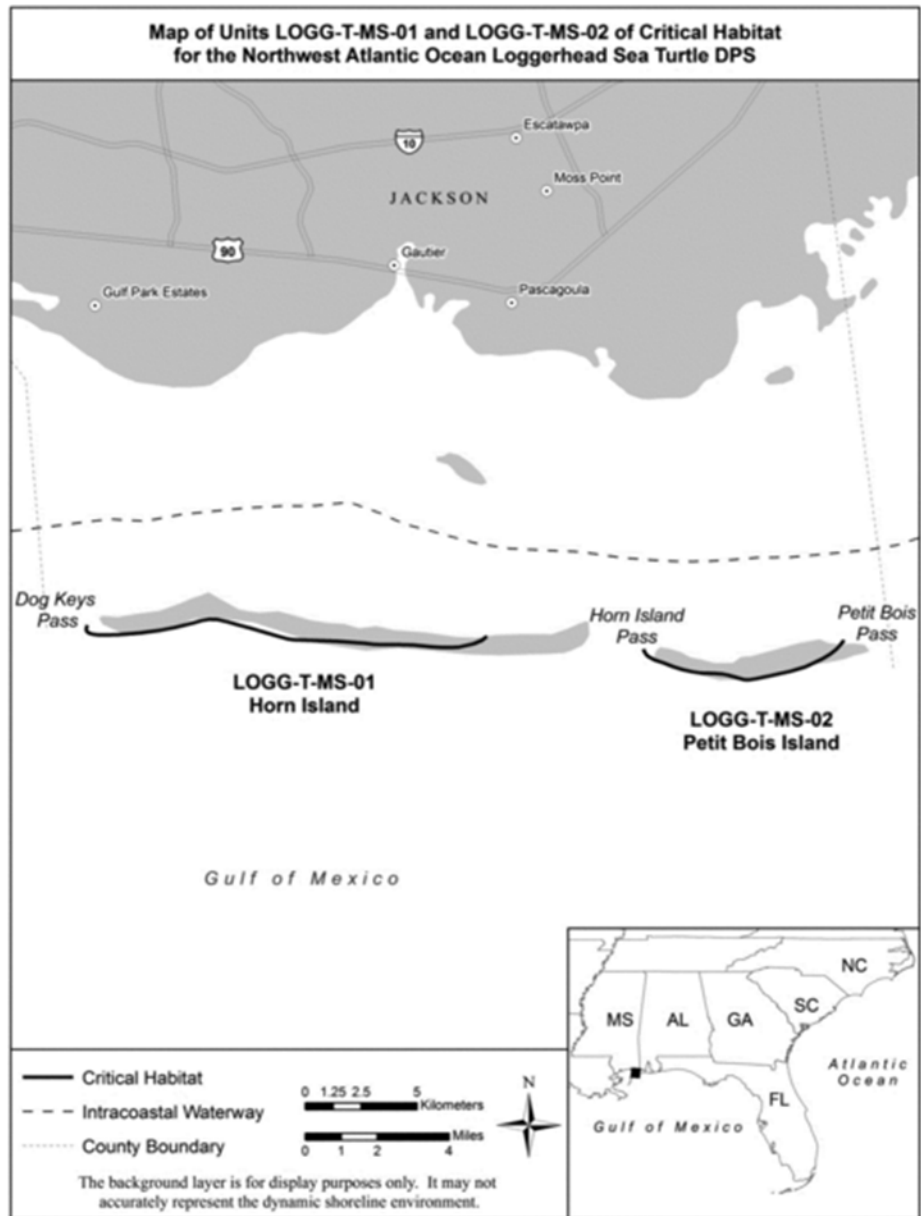 Map of Units LOGG-T-MS-01 and LOGG-T-MS-02 of Critical Habitat
for the Northwest Atlantic Ocean Loggerhead Sea Turtle DPS
Escatawpa
10
Moss Point
JACKSON
90
Gautier
Gulf Park Estates
Pascagoula
Dog Keys
Pass
Horn Island
Pass
Petit Bois
Pass
LOGG-T-MS-01
Horn Island
LOGG-T-MS-02
Petit Bois Island
Gulf of Mexico
NC
SC
MS
AL
GA
Atlantic
Ocean
FL
Gulf of Mexico
Critical Habitat
Intracoastal Waterway
County Boundary
0 1.25 2.5 5
Kilometers
Miles
0 1 2 4
N
The background layer is for display purposes only. It may not
accurately represent the dynamic shoreline environment.